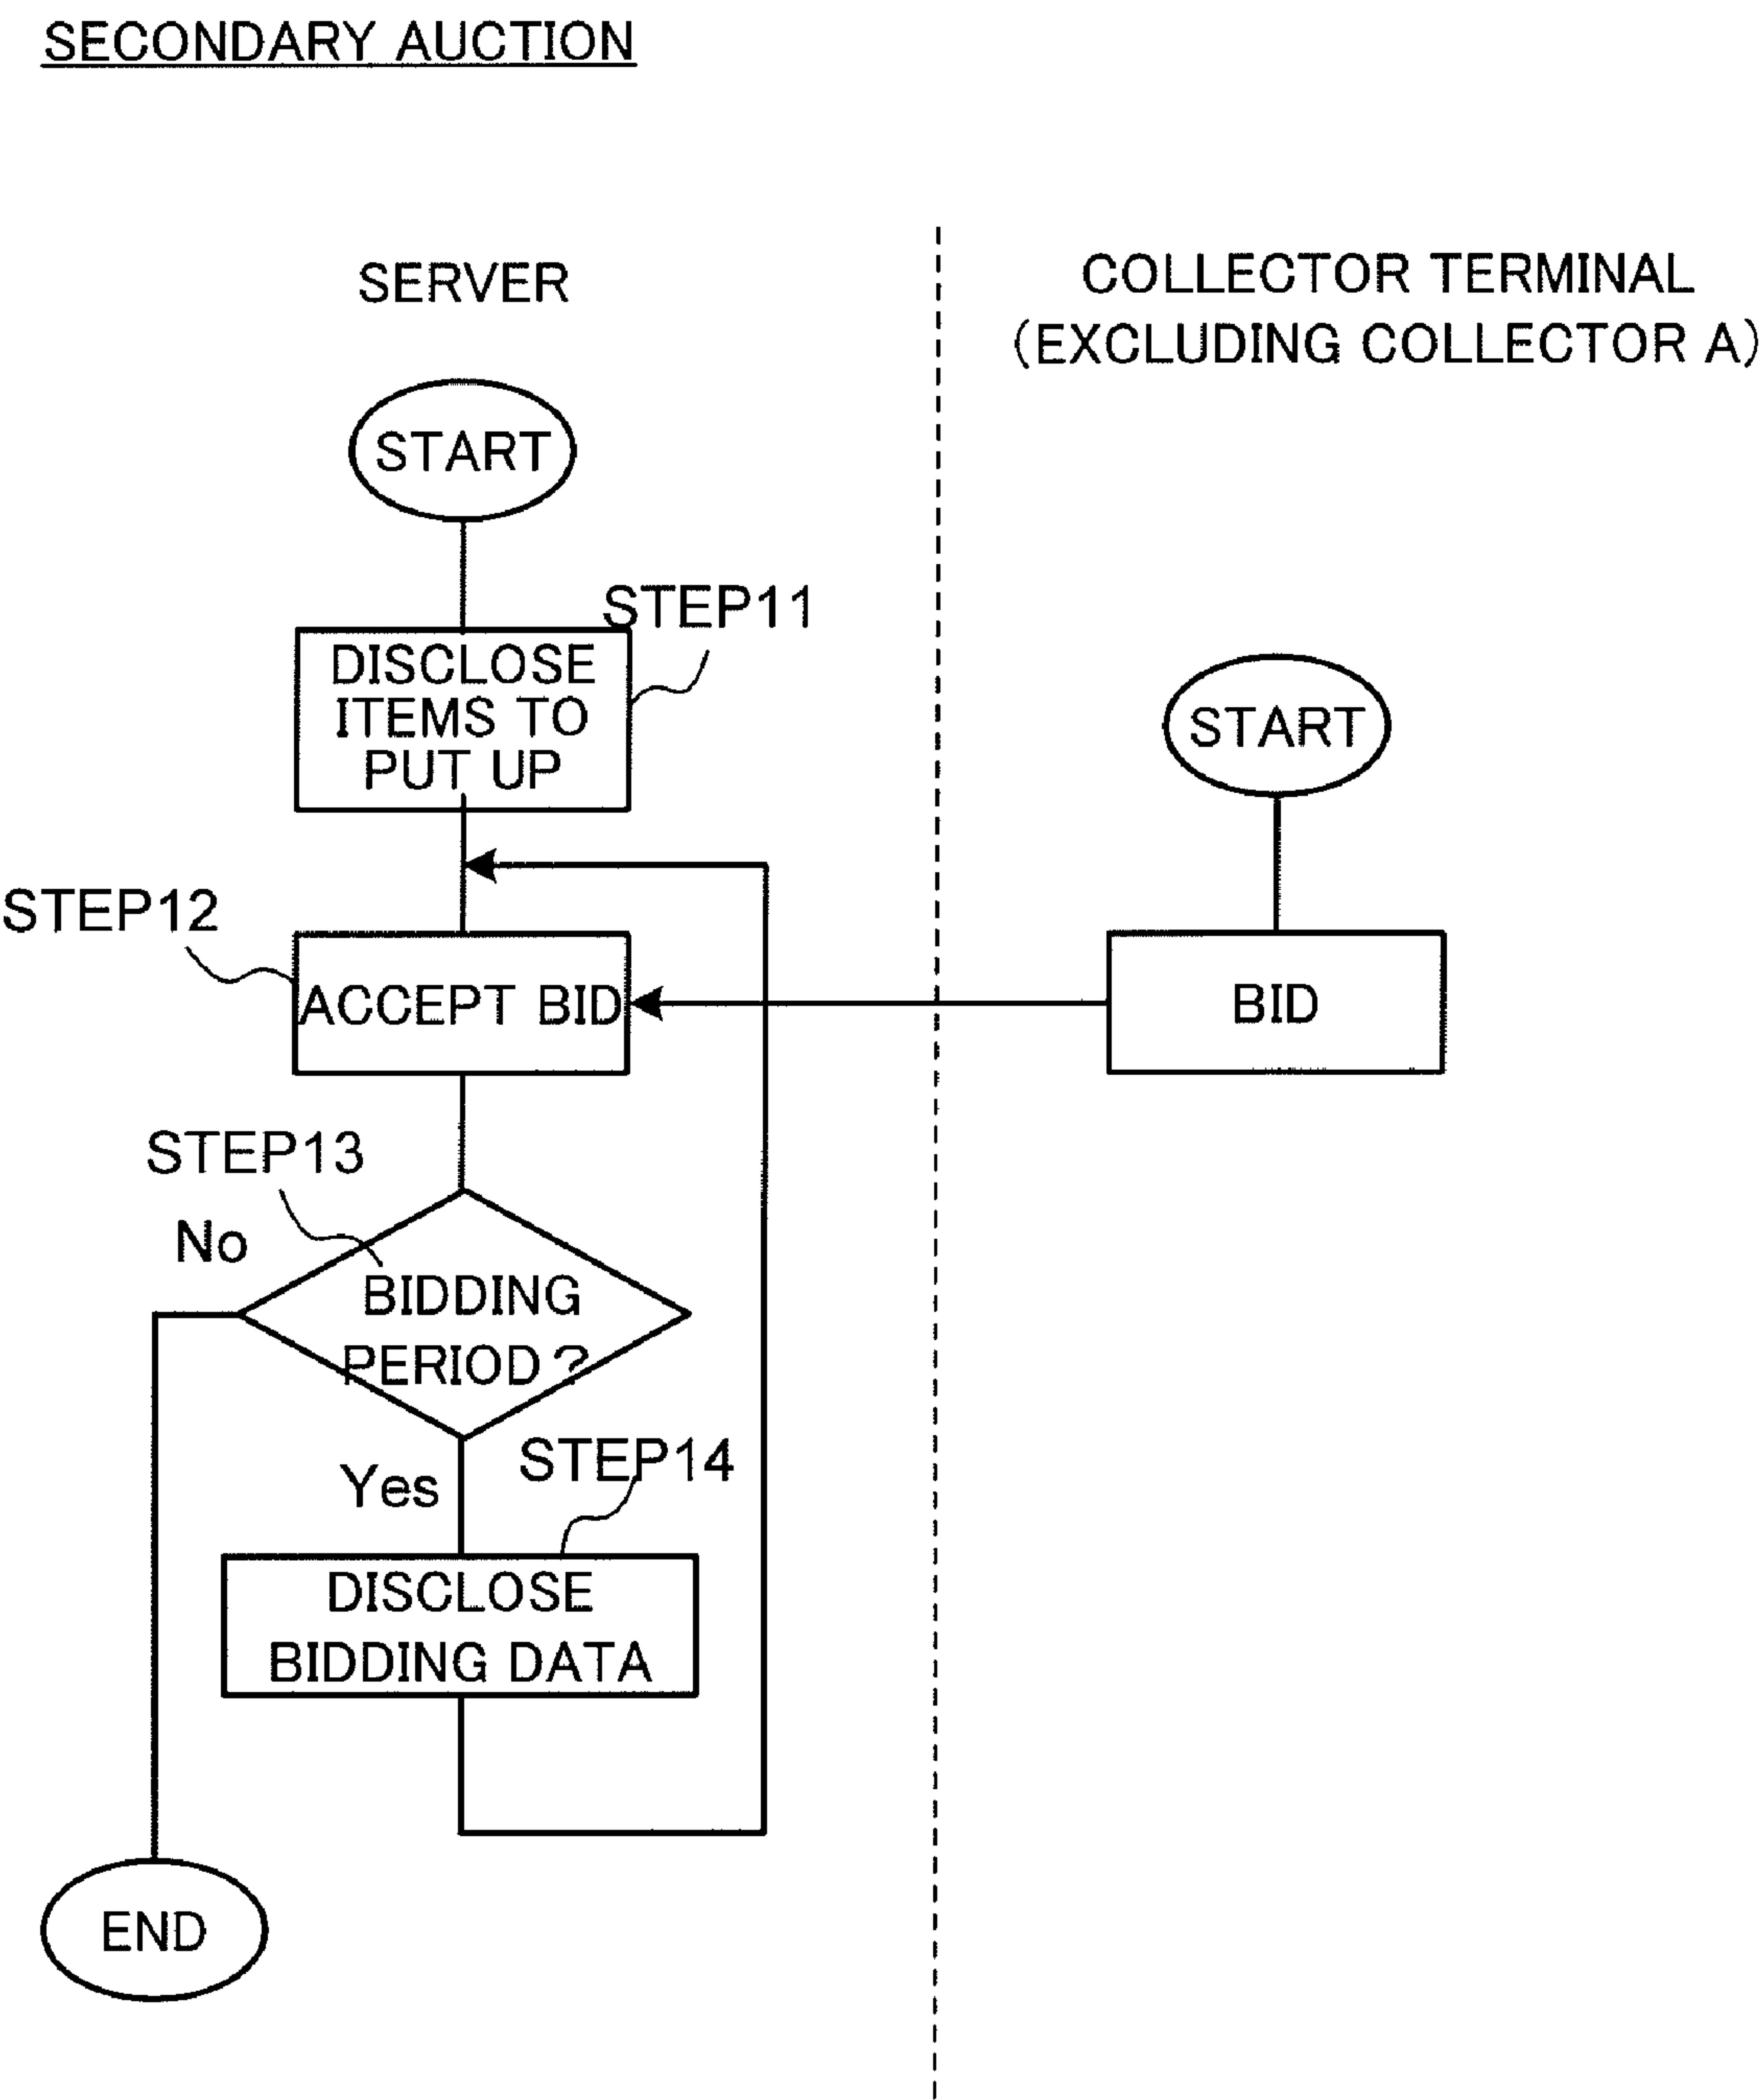 SECONDARY AUCTION
SERVER
COLLECTOR TERMINAL
(EXCLUDING COLLECTOR A)
START
STEP11
DISCLOSE
ITEMS TO
PUT UP
START
STEP12
ACCEPT BID
BID
STEP13
No
BIDDING
PERIOD?
Yes
STEP14
DISCLOSE
BIDDING DATA
END